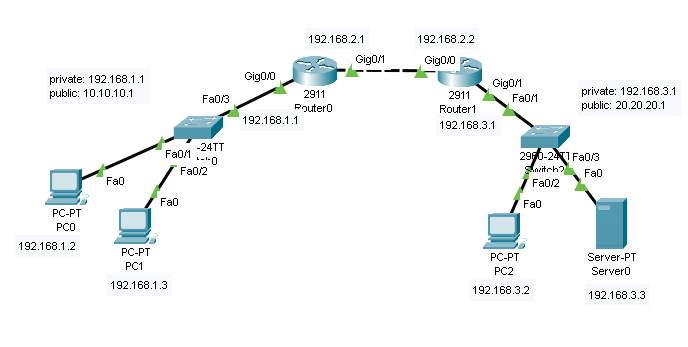 192.168.2.1
192.168.2.2
private: 192.168.1.1
public: 10.10.10.1
Gig0/0
Gig0/1
Gig0/0
Gig0/1
2911
Router0
2911
Router1
private: 192.168.3.1
public: 20.20.20.1
Fa0/3
192.168.1.1
Fa0/1
192.168.3.1
-24TT
Fa0/1
Fa0/2
Switch2
Fa0/3
Fa0/2
Fa0
Fa0
Fa0
Fa0
PC-PT
PC0
192.168.1.2
PC-PT
PC1
192.168.1.3
PC-PT
PC2
192.168.3.2
Server-PT
Server0
192.168.3.3